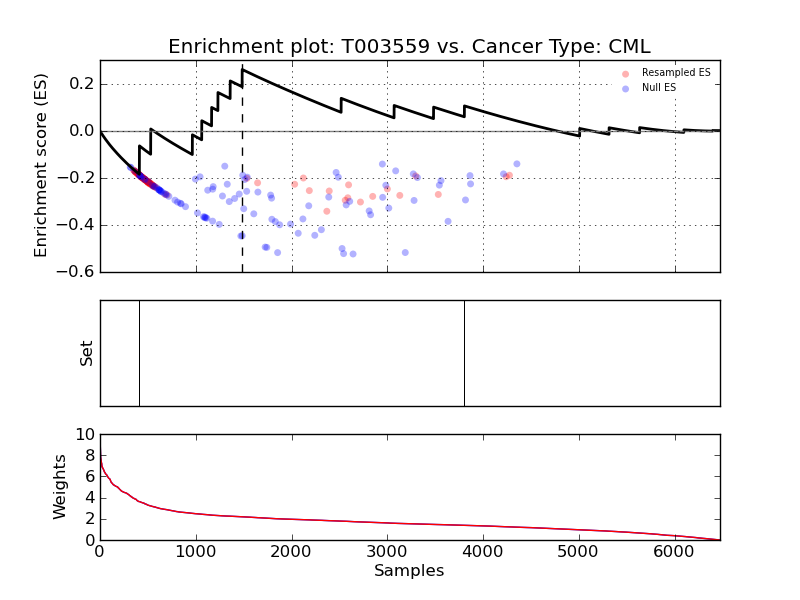 Enrichment plot: T003559 vs. Cancer Type: CML
Enrichment score (ES)
0.2
0.0
−0.2
−0.4
−0.6
Resampled ES
Null ES
Set
Weights
10
8
6
4
2
0
0 1000 2000 3000 4000 5000 6000
Samples